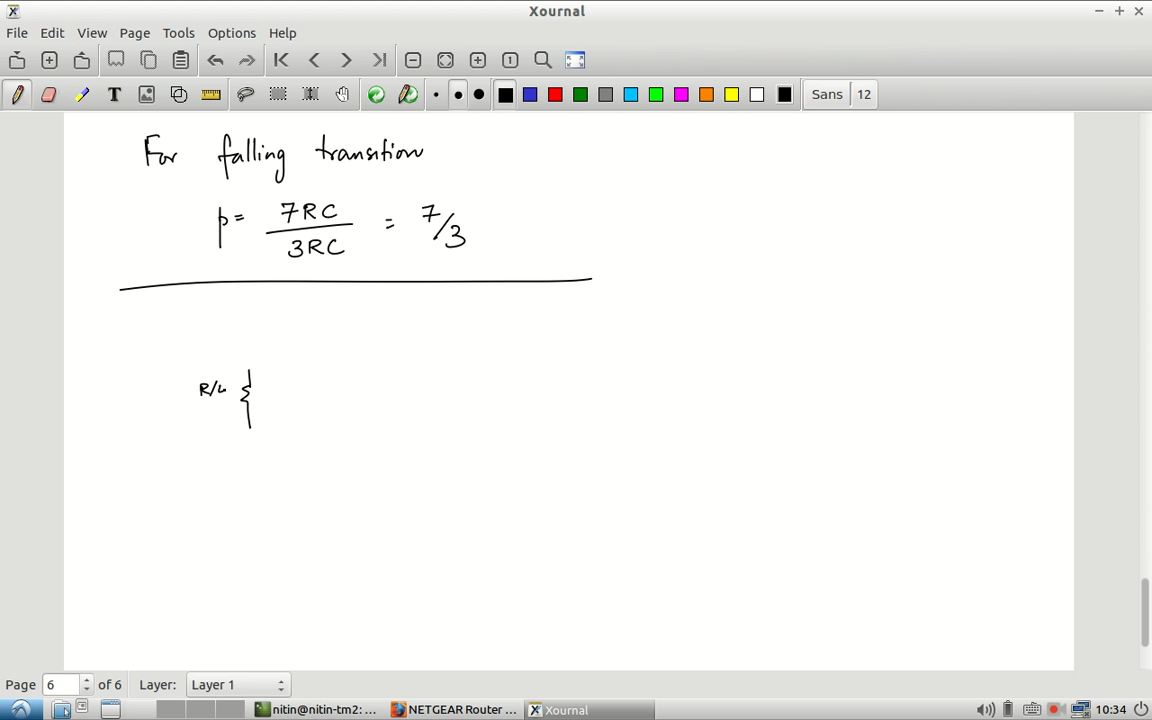 Xournal
File Edit View Page Tools Options Help
Sans 12
For falling transition
p = 7RC / 3RC = 7/3
R/4
Page 6 of 6 Layer: Layer 1
nitin@nitin-tm2: ... NETGEAR Router ... Xournal 10:34